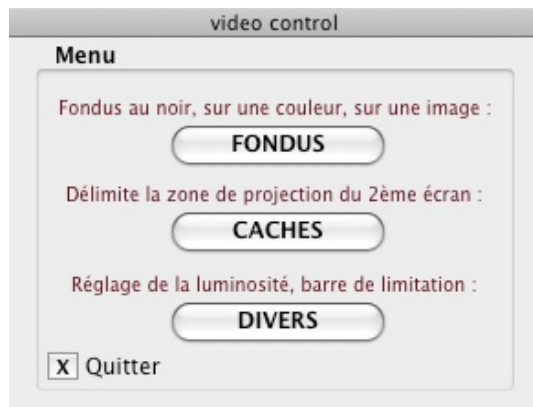 video control
Menu
Fondus au noir, sur une couleur, sur une image :
FONDUS
Délimite la zone de projection du 2ème écran :
CACHES
Réglage de la luminosité, barre de limitation :
DIVERS
X Quitter